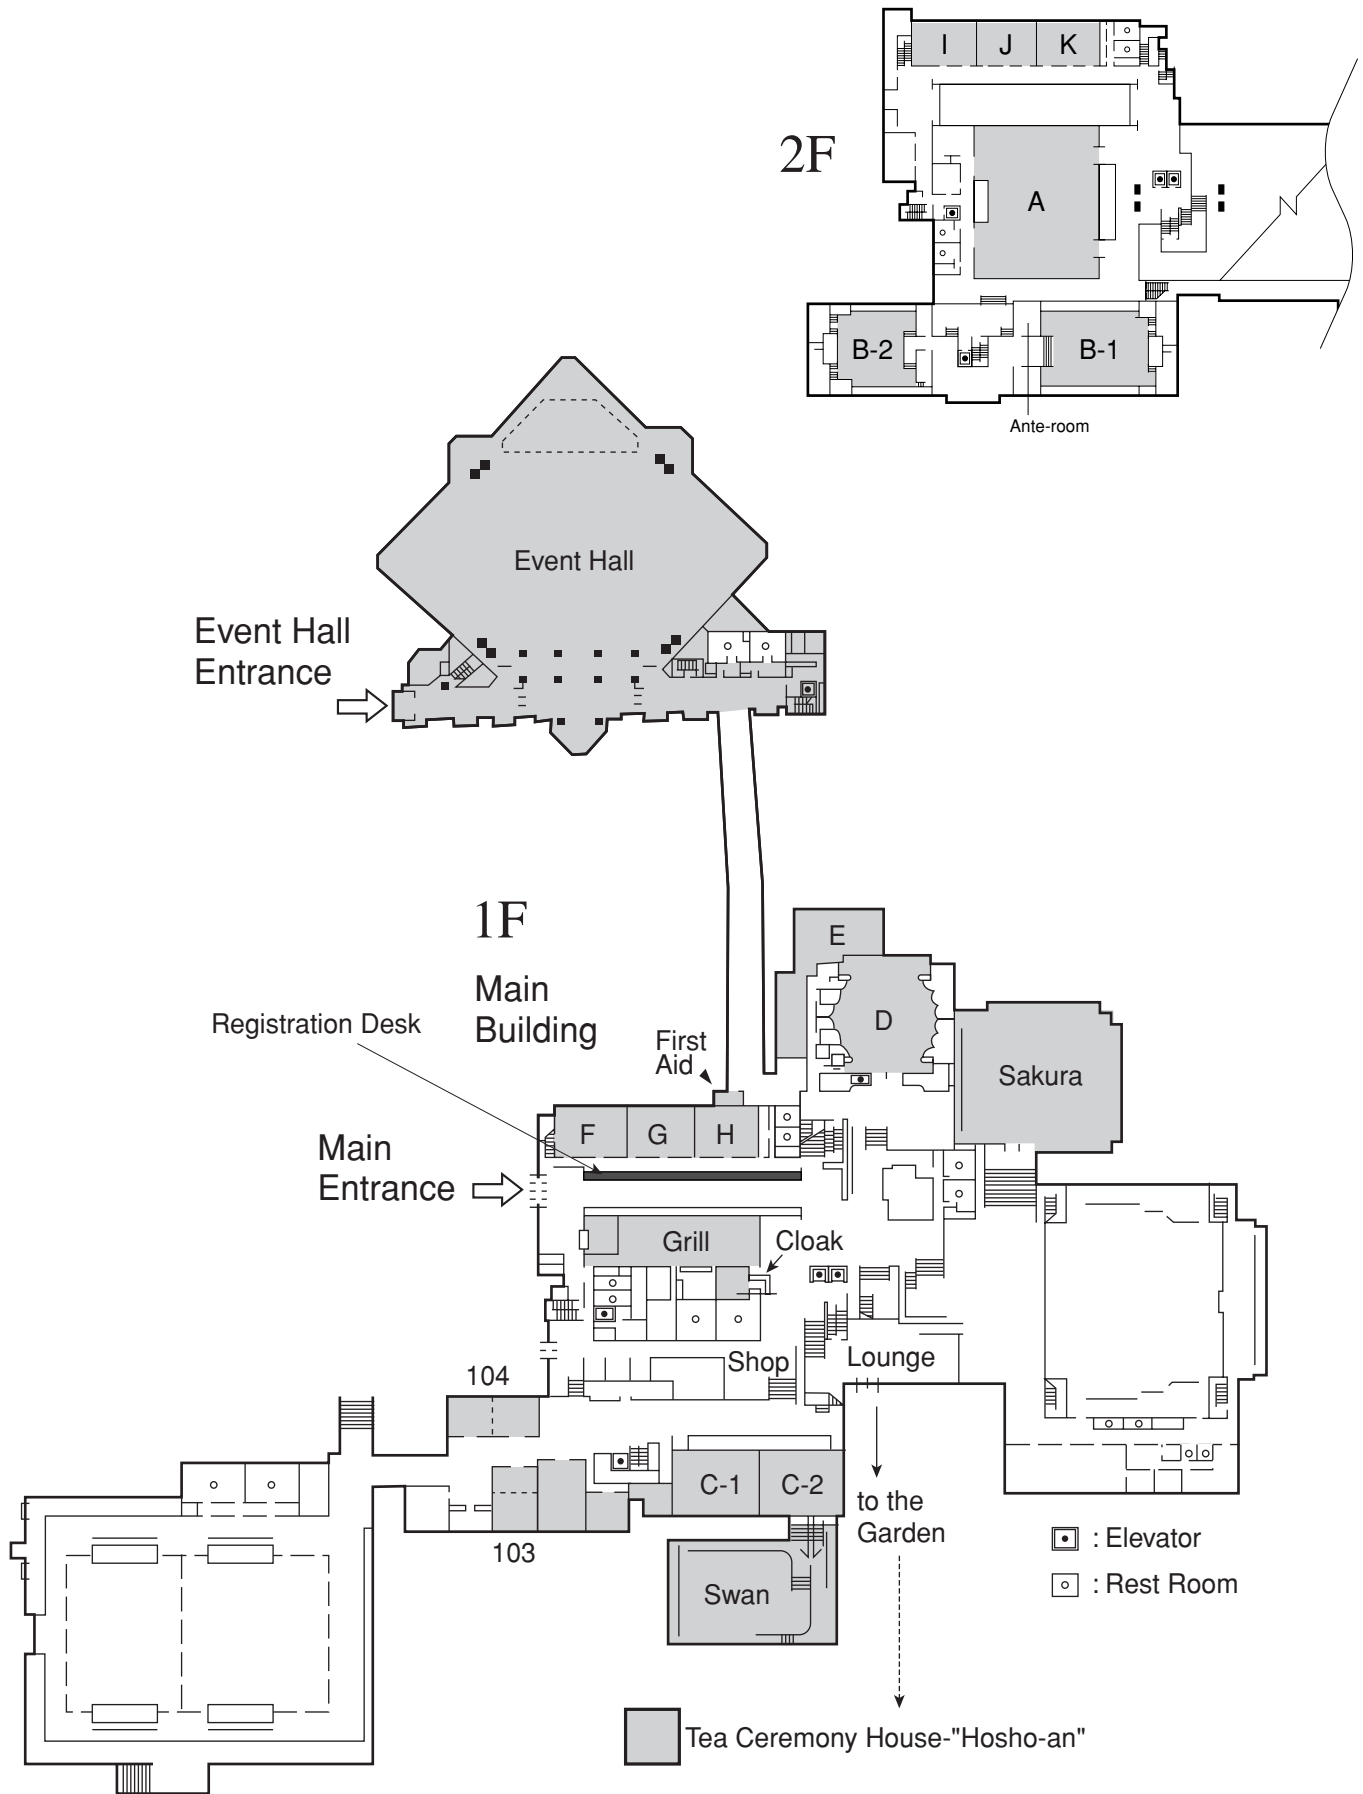 I J K
2F
A
B-2
B-1
Ante-room
Event Hall
Event Hall
Entrance
1F
E
Main
Building
Registration Desk
D
First
Aid
Sakura
F G H
Main
Entrance
Grill
Cloak
Shop
Lounge
104
C-1 C-2
to the
Garden
103
: Elevator
: Rest Room
Swan
Tea Ceremony House-"Hosho-an"